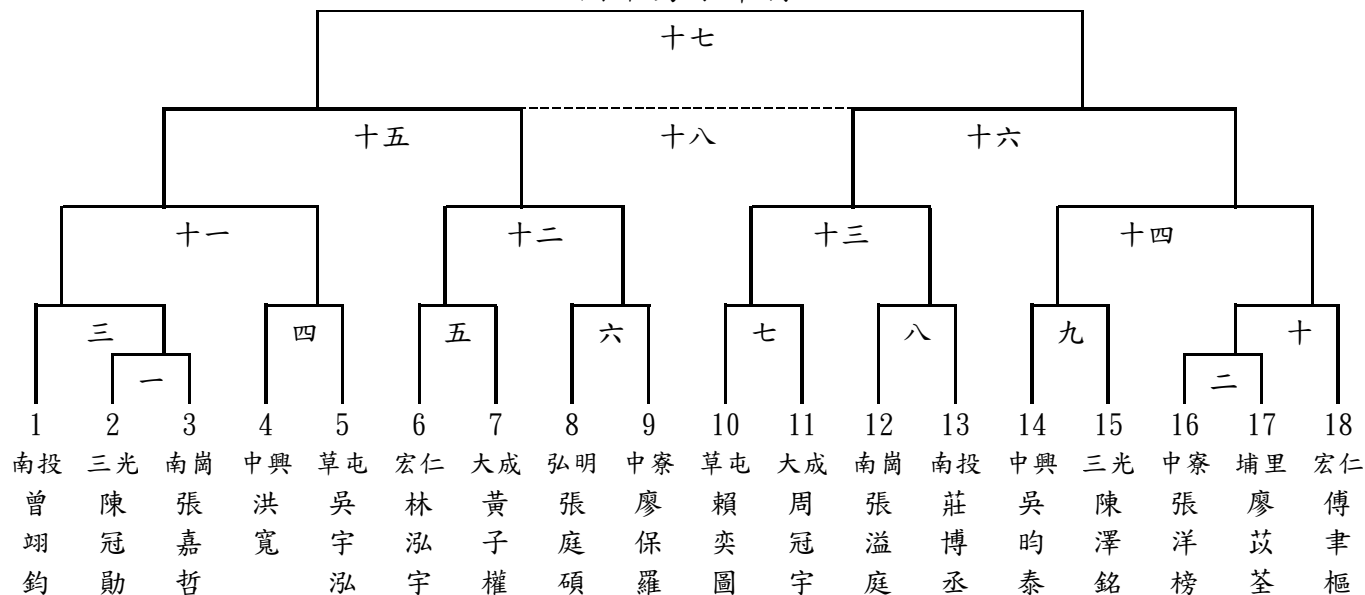 十七
十五 十八 十六
十一 十二 十三 十四
三 四 五 六 七 八 九 十
一 二
1 2 3 4 5 6 7 8 9 10 11 12 13 14 15 16 17 18
南投 三光 南崗 中興 草屯 宏仁 大成 弘明 中寮 草屯 大成 南崗 南投 中興 三光 中寮 埔里 宏仁
曾 陳 張 洪 吳 林 黃 張 廖 賴 周 張 莊 吳 陳 張 廖 傅
翊 冠 嘉 寬 宇 泓 子 庭 保 奕 冠 溢 博 昀 澤 洋 苡 聿
鈞 勛 哲 泓 宇 權 碩 羅 圖 宇 庭 丞 泰 銘 榜 荃 樞